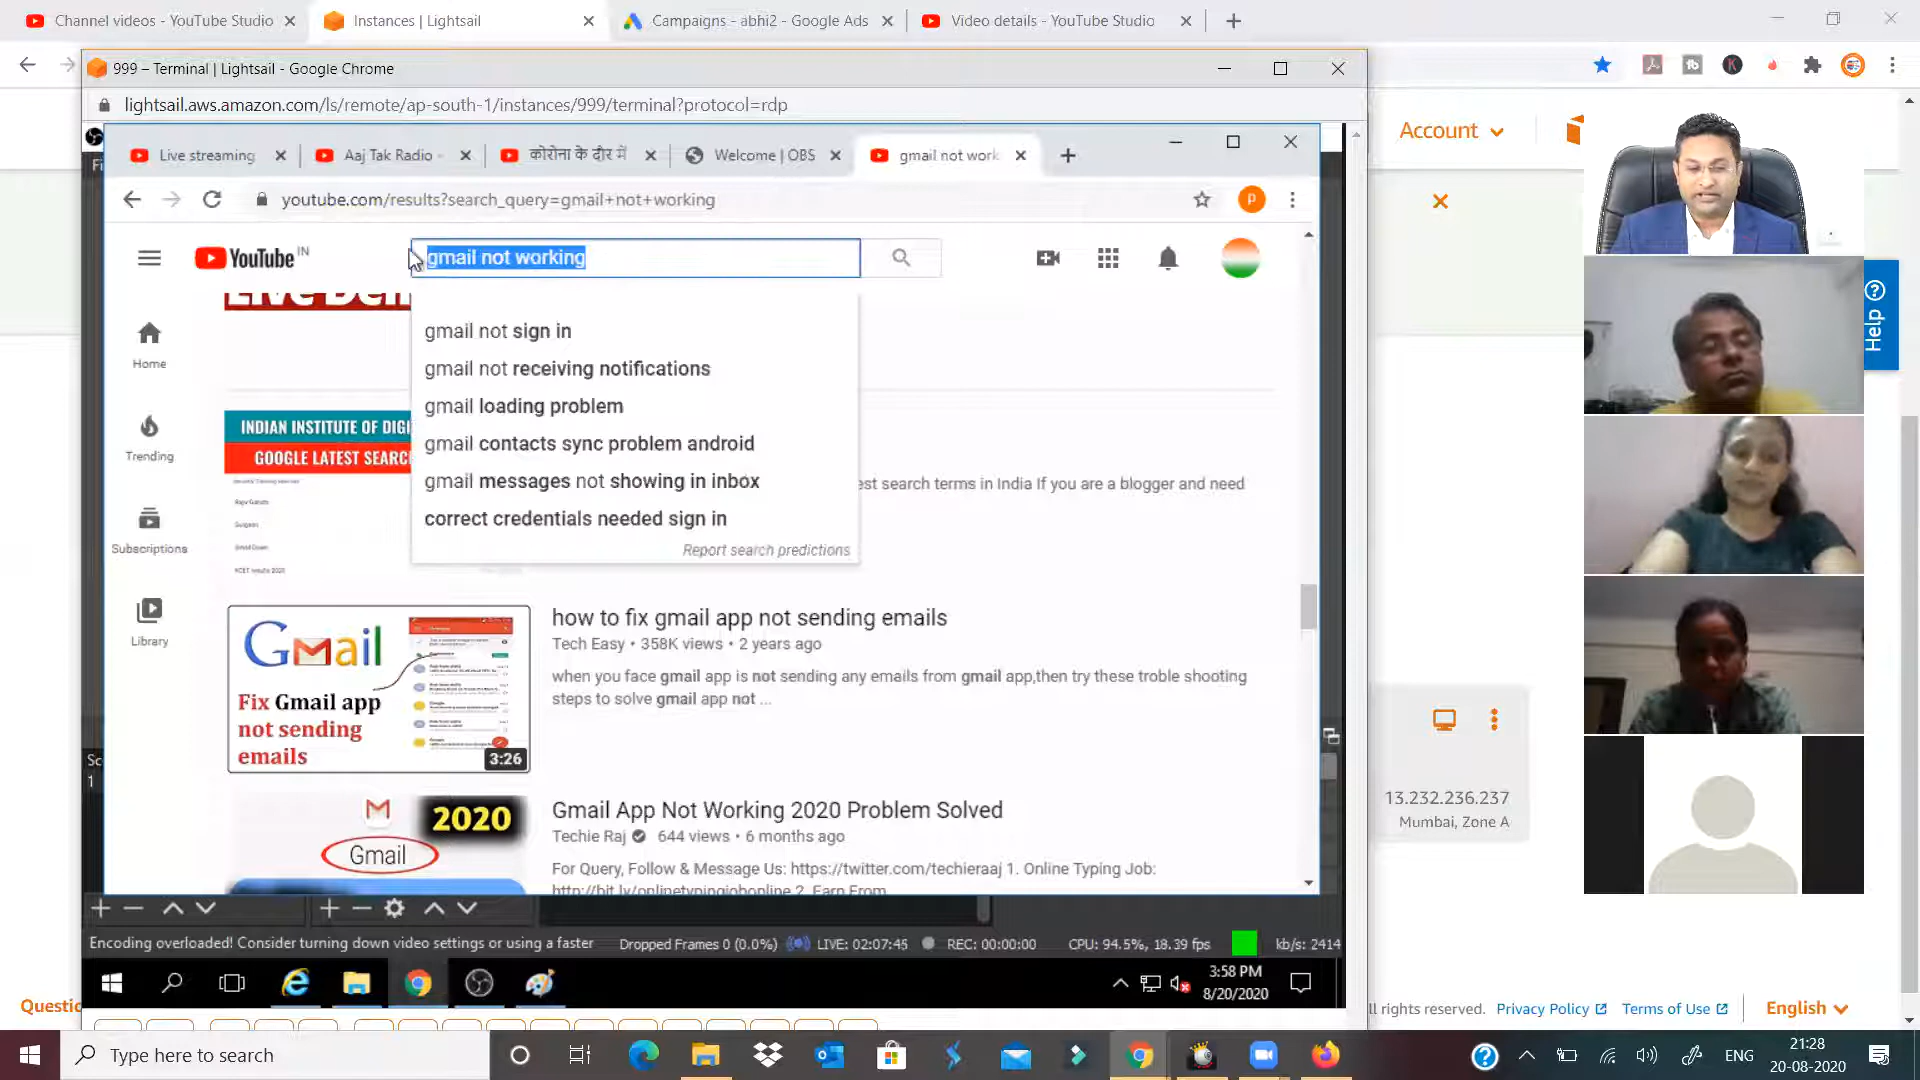 Channel videos - YouTube Studio
Instances | Lightsail
Campaigns - abhi2 - Google Ads
Video details - YouTube Studio
999 – Terminal | Lightsail - Google Chrome
lightsail.aws.amazon.com/ls/remote/ap-south-1/instances/999/terminal?protocol=rdp
Account
Live streaming
Aaj Tak Radio -
कोरोना के दौर में
Welcome | OBS
gmail not work
youtube.com/results?search_query=gmail+not+working
P
YouTube IN
gmail not working
gmail not sign in
gmail not receiving notifications
gmail loading problem
gmail contacts sync problem android
gmail messages not showing in inbox
correct credentials needed sign in
Report search predictions
Home
Trending
Subscriptions
Library
INDIAN INSTITUTE OF DIGI
GOOGLE LATEST SEARC
est search terms in India If you are a blogger and need
Gmail
Fix Gmail app
not sending
emails
3:26
how to fix gmail app not sending emails
Tech Easy • 358K views • 2 years ago
when you face gmail app is not sending any emails from gmail app,then try these troble shooting
steps to solve gmail app not ...
2020
Gmail
Gmail App Not Working 2020 Problem Solved
Techie Raj 644 views • 6 months ago
For Query, Follow & Message Us: https://twitter.com/techieraaj 1. Online Typing Job:
http://bit.ly/onlinetypingjobonline 2. Earn From
Help
13.232.236.237
Mumbai, Zone A
Sc
1
Encoding overloaded! Consider turning down video settings or using a faster
Dropped Frames 0 (0.0%)
LIVE: 02:07:45
REC: 00:00:00
CPU: 94.5%, 18.39 fps
kb/s: 2414
3:58 PM
8/20/2020
Questio
ll rights reserved.
Privacy Policy
Terms of Use
English
Type here to search
ENG
21:28
20-08-2020